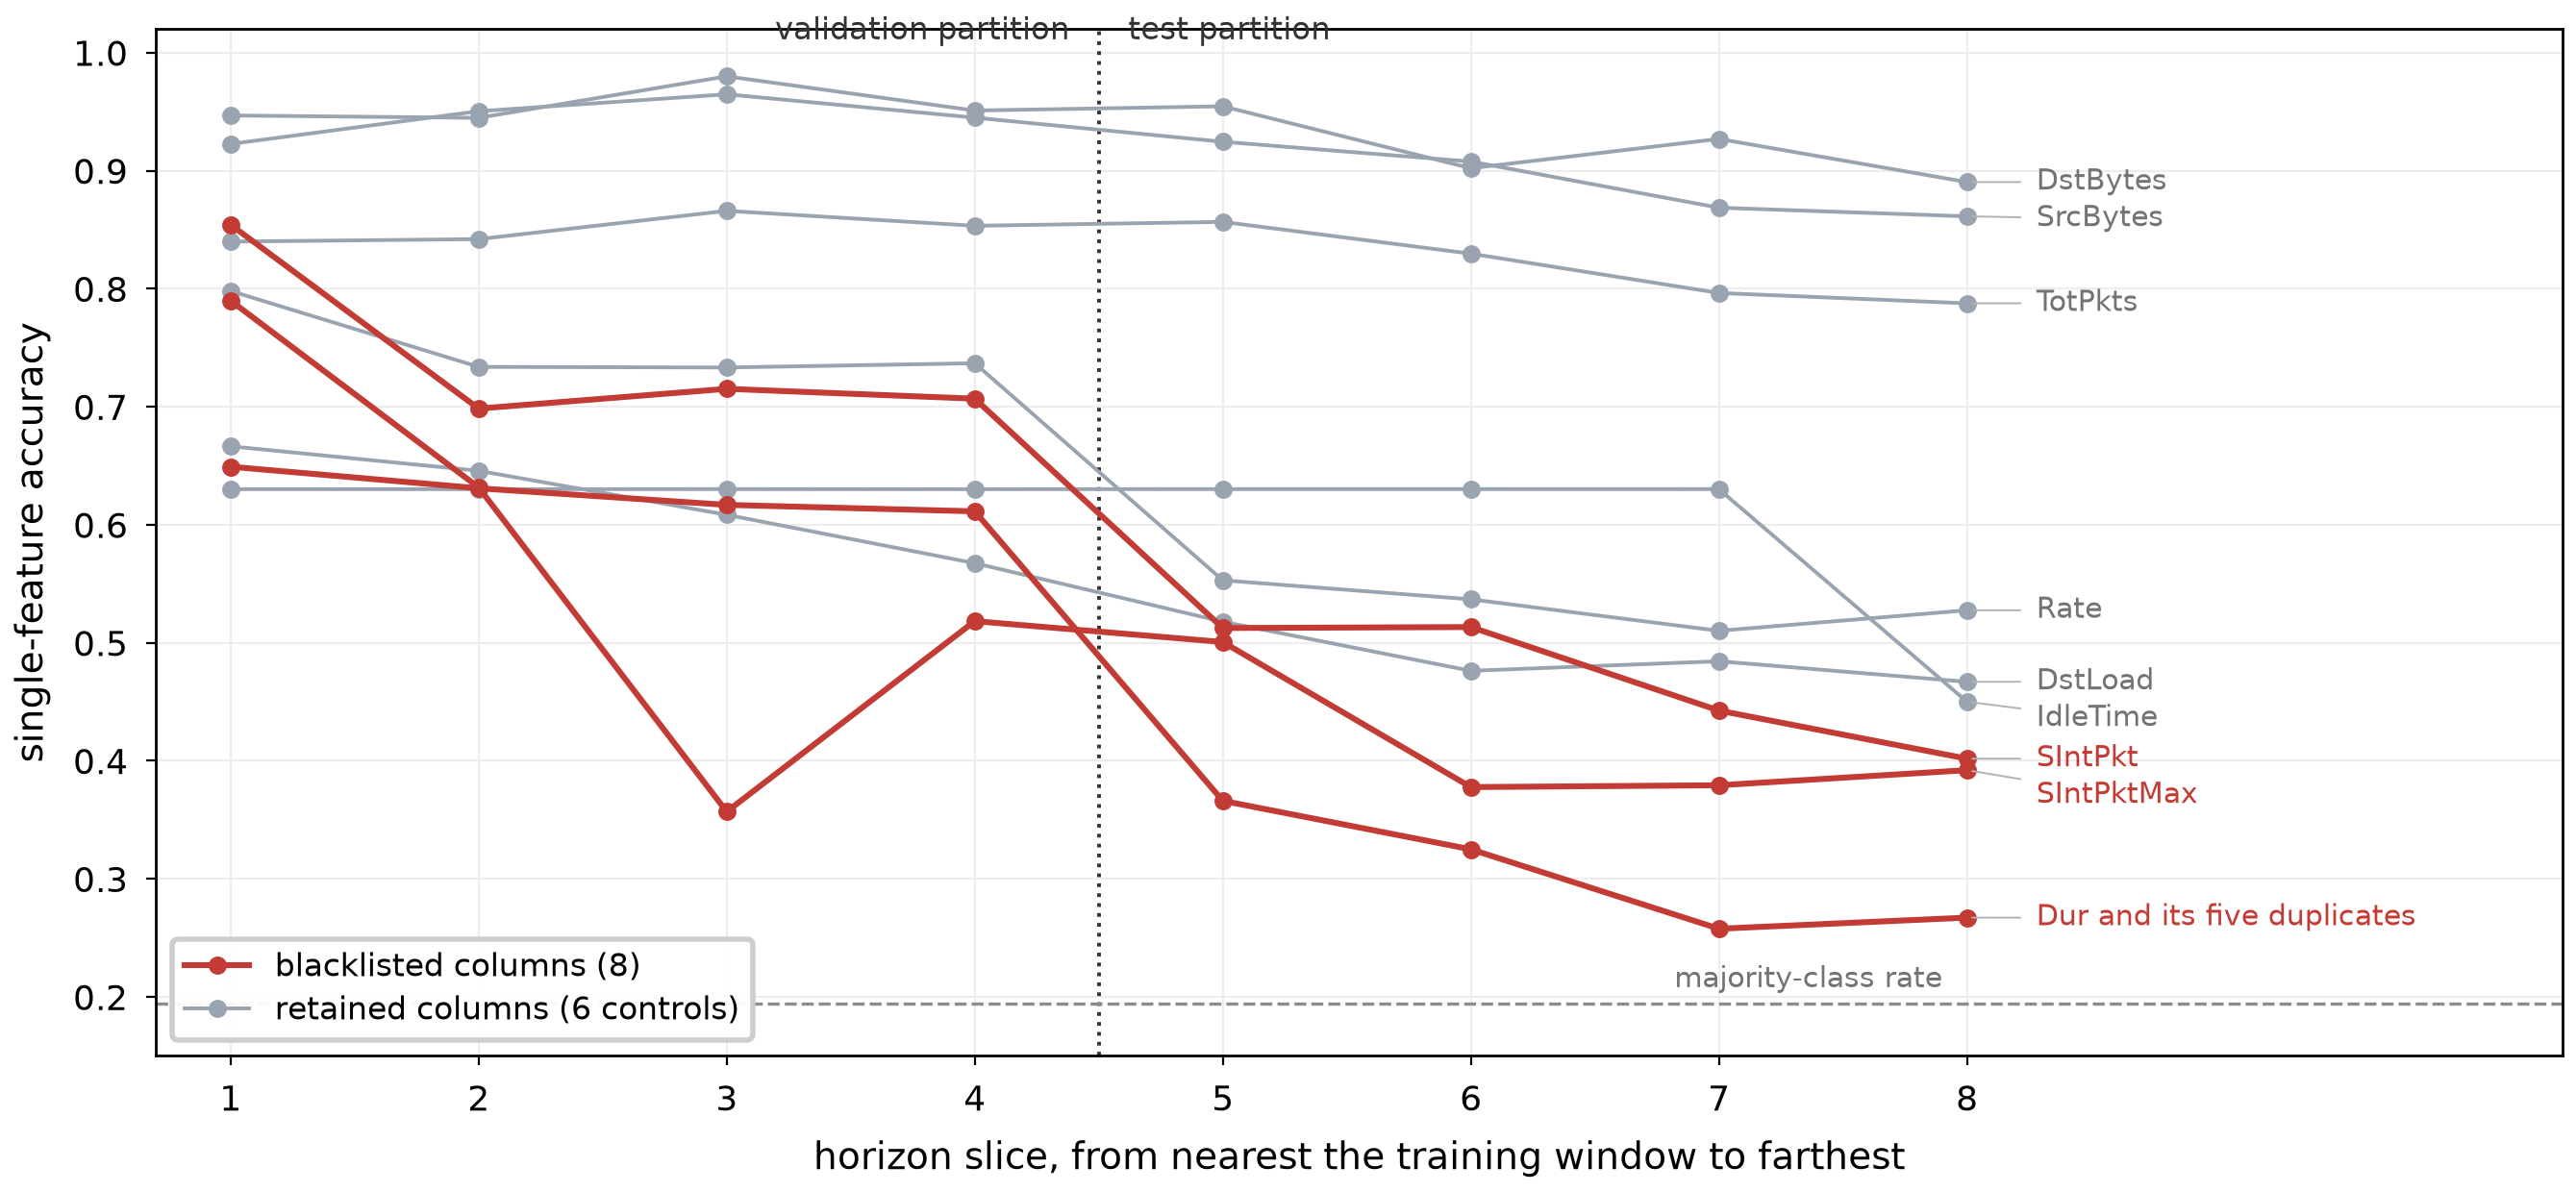 validation partition
test partition
1.0
0.9
0.8
0.7
0.6
0.5
0.4
0.3
0.2
single-feature accuracy
DstBytes
SrcBytes
TotPkts
Rate
DstLoad
IdleTime
SIntPkt
SIntPktMax
Dur and its five duplicates
majority-class rate
blacklisted columns (8)
retained columns (6 controls)
1 2 3 4 5 6 7 8
horizon slice, from nearest the training window to farthest